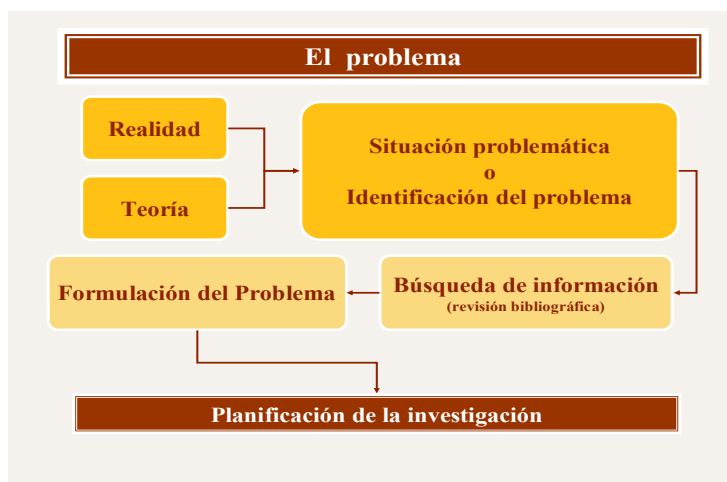 El problema
Realidad
Teoría
Situación problemática
o
Identificación del problema
Formulación del Problema
Búsqueda de información
(revisión bibliográfica)
Planificación de la investigación